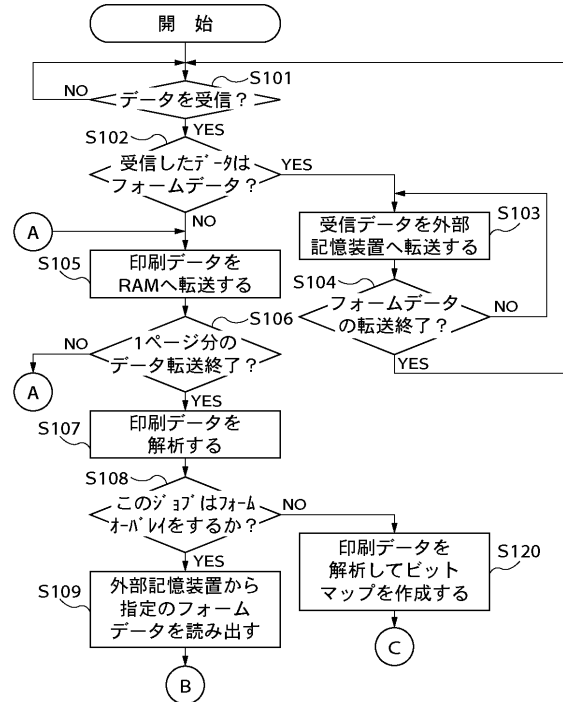 開 始
S101
NO
データを受信?
S102
YES
受信したデータは
フォームデータ?
YES
NO
A
S103
受信データを外部
記憶装置へ転送する
S105
印刷データを
RAMへ転送する
S104
フォームデータ
の転送終了?
NO
YES
S106
NO
1ページ分の
データ転送終了?
A
YES
S107
印刷データを
解析する
S108
このジョブはフォーム
オーバレイをするか?
NO
YES
S120
印刷データを
解析してビット
マップを作成する
S109
外部記憶装置から
指定のフォーム
データを読み出す
C
B